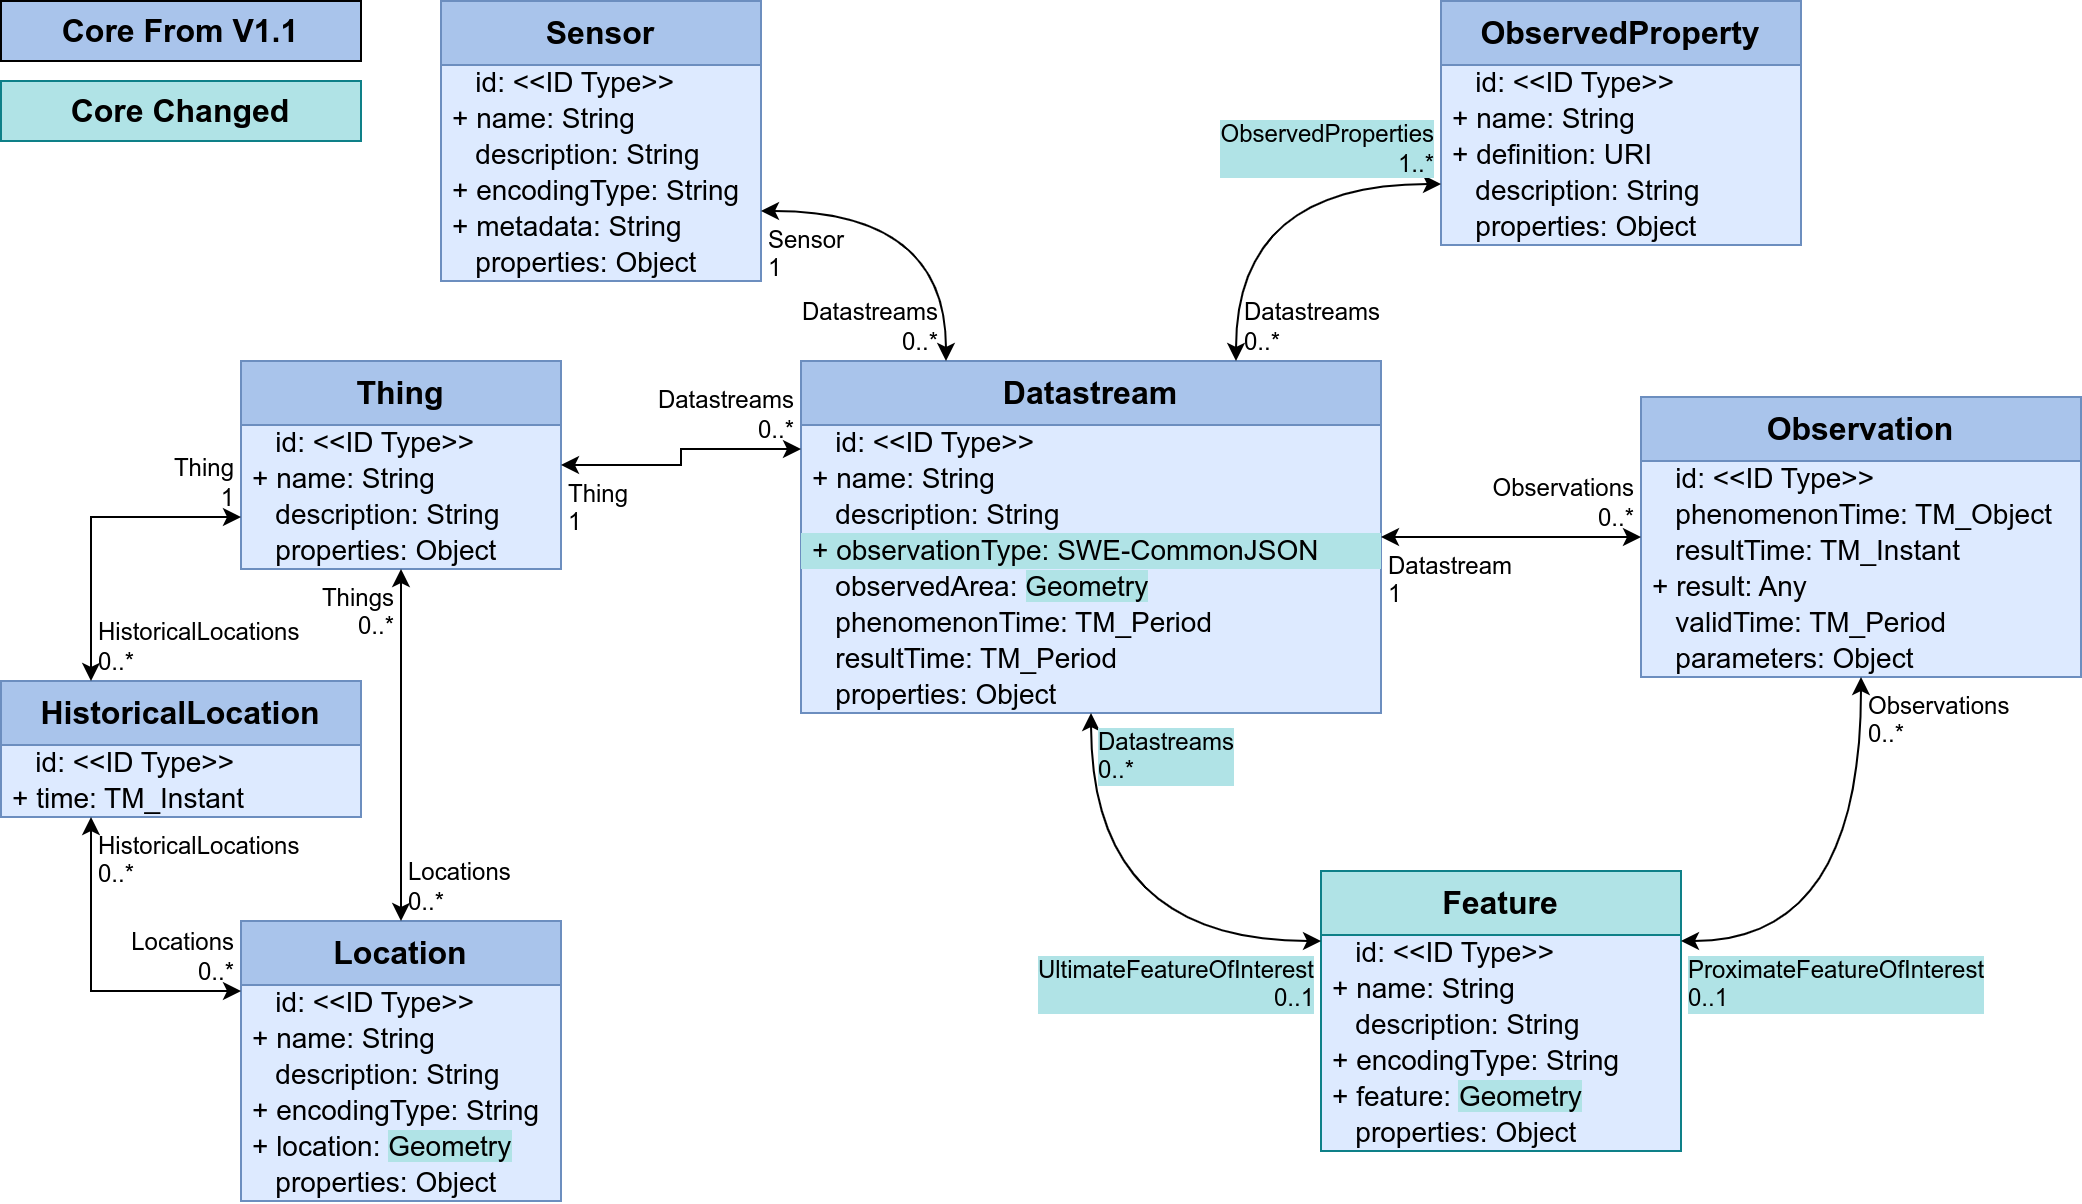 Core From V1.1
Core Changed
Sensor
id: <<ID Type>>
+ name: String
description: String
+ encodingType: String
+ metadata: String
properties: Object
ObservedProperty
id: <<ID Type>>
+ name: String
+ definition: URI
description: String
properties: Object
ObservedProperties
1..*
Sensor
1
Datastreams
0..*
Datastreams
0..*
Thing
id: <<ID Type>>
+ name: String
description: String
properties: Object
Datastreams
0..*
Thing
1
Thing
1
Datastream
id: <<ID Type>>
+ name: String
description: String
+ observationType: SWE-CommonJSON
observedArea: Geometry
phenomenonTime: TM_Period
resultTime: TM_Period
properties: Object
Observations
0..*
Datastream
1
Observation
id: <<ID Type>>
phenomenonTime: TM_Object
resultTime: TM_Instant
+ result: Any
validTime: TM_Period
parameters: Object
Things
0..*
HistoricalLocations
0..*
HistoricalLocation
id: <<ID Type>>
+ time: TM_Instant
HistoricalLocations
0..*
Locations
0..*
Locations
0..*
Location
id: <<ID Type>>
+ name: String
description: String
+ encodingType: String
+ location: Geometry
properties: Object
Datastreams
0..*
Observations
0..*
UltimateFeatureOfInterest
0..1
Feature
id: <<ID Type>>
+ name: String
description: String
+ encodingType: String
+ feature: Geometry
properties: Object
ProximateFeatureOfInterest
0..1